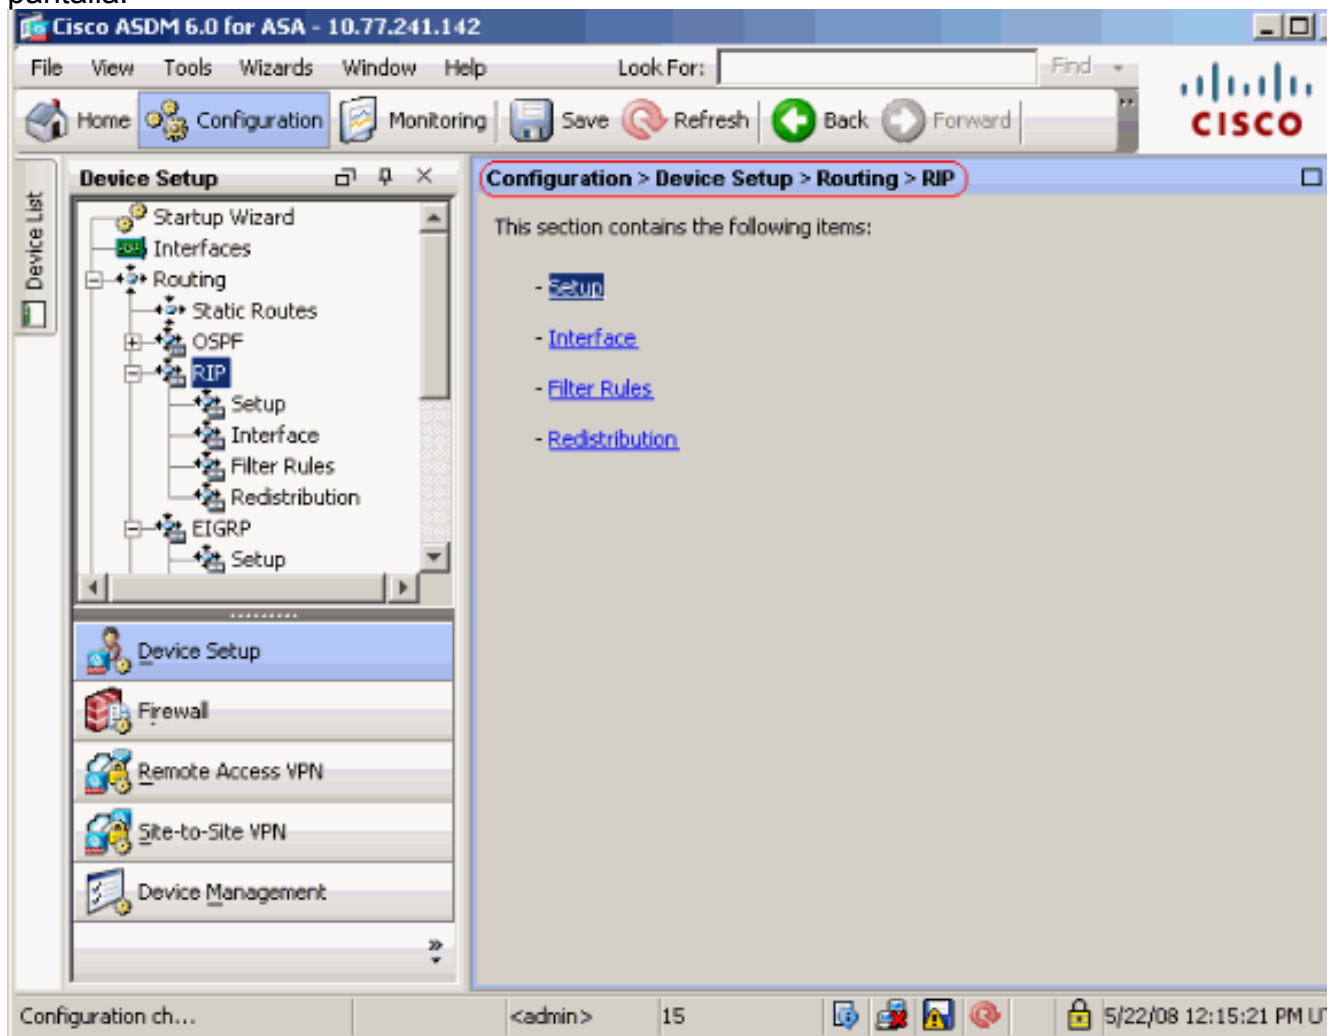 pantalla.
Cisco ASDM 6.0 for ASA - 10.77.241.142
File View Tools Wizards Window Help Look For: Find
Home Configuration Monitoring Save Refresh Back Forward
CISCO
Device List
Device Setup
Startup Wizard
Interfaces
Routing
Static Routes
OSPF
RIP
Setup
Interface
Filter Rules
Redistribution
EIGRP
Setup
Device Setup
Firewall
Remote Access VPN
Site-to-Site VPN
Device Management
Configuration > Device Setup > Routing > RIP
This section contains the following items:
- Setup
- Interface
- Filter Rules
- Redistribution
Configuration ch... <admin> 15 5/22/08 12:15:21 PM